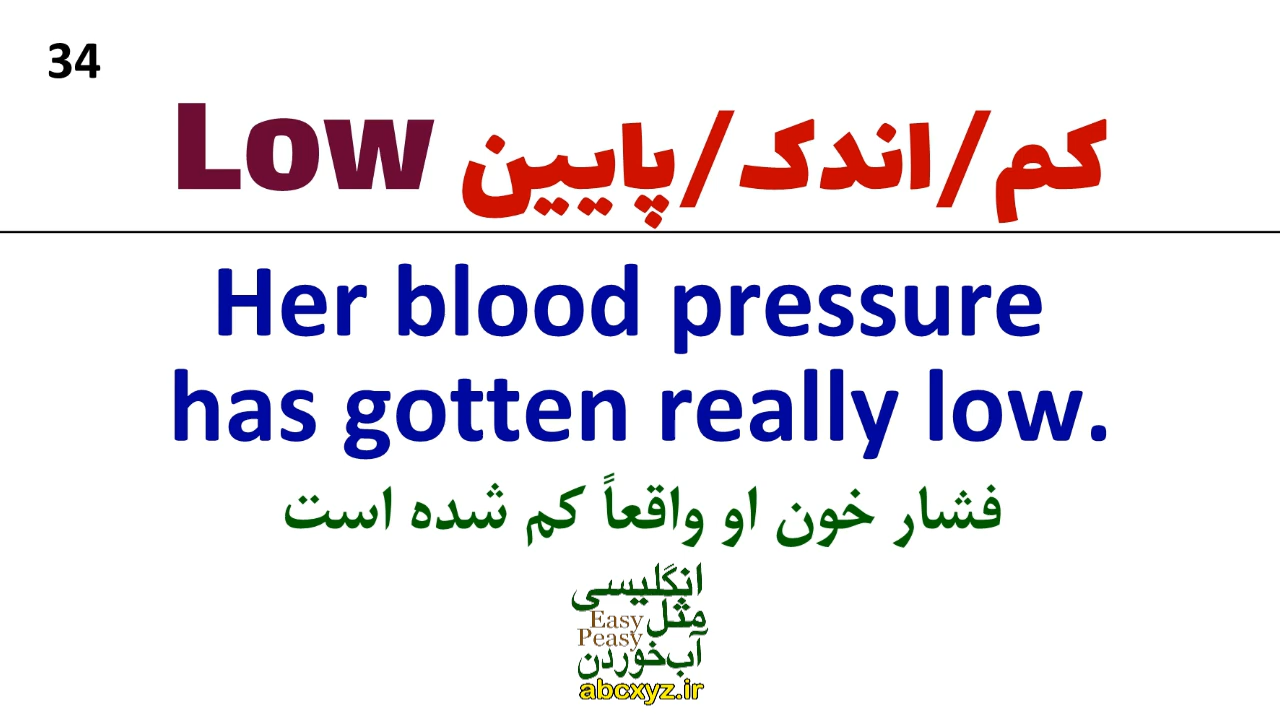 34
Low کم/اندک/پایین
Her blood pressure
has gotten really low.
فشار خون او واقعاً کم شده است
انگلیسی
مثل Easy
Peasy
آب‌خوردن
abcxyz.ir